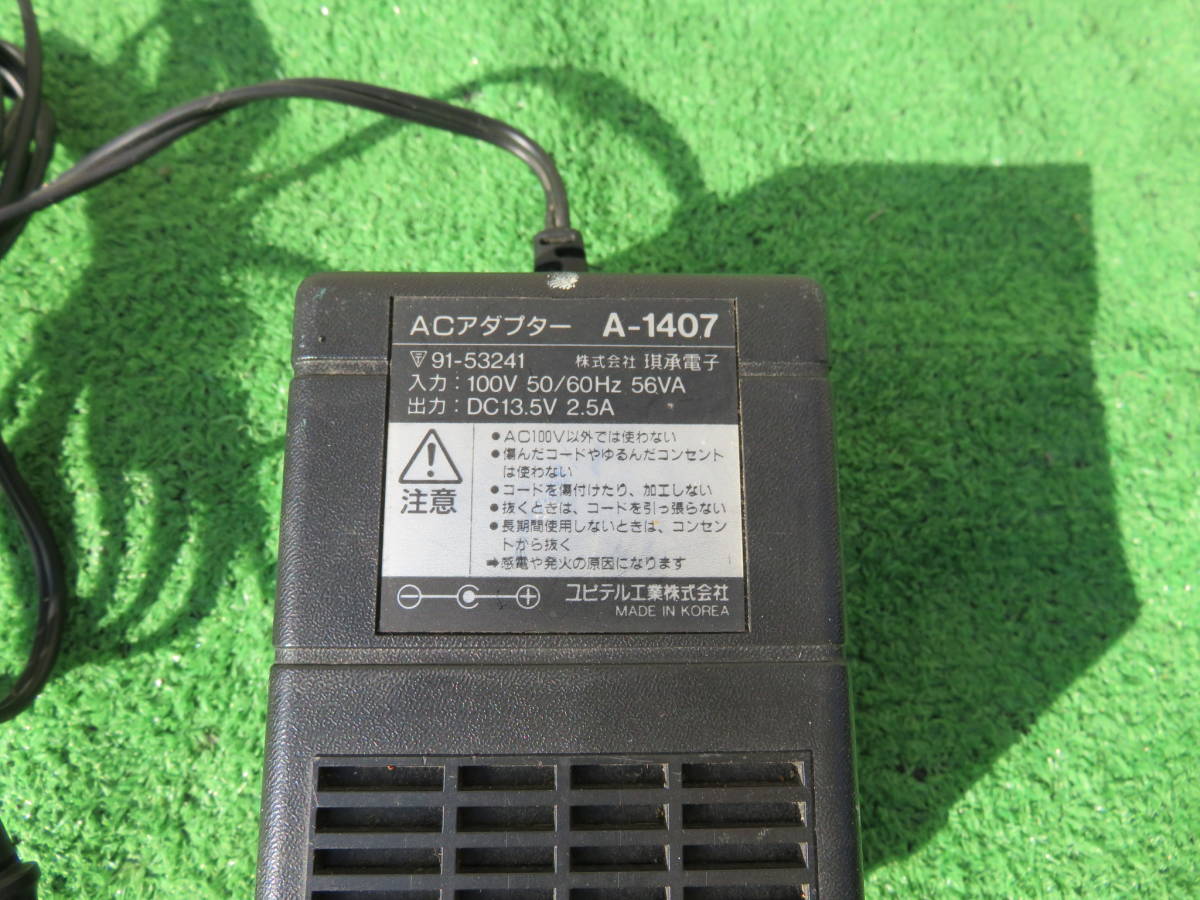 ACアダプター A-1407
91-53241 株式会社 琪承電子
入力：100V 50/60Hz 56VA
出力：DC13.5V 2.5A
注意
●AC100V以外では使わない
●傷んだコードやゆるんだコンセント
は使わない
●コードを傷付けたり、加工しない
●抜くときは、コードを引っ張らない
●長期間使用しないときは、コンセン
トから抜く
➡感電や発火の原因になります
ユピテル工業株式会社
MADE IN KOREA